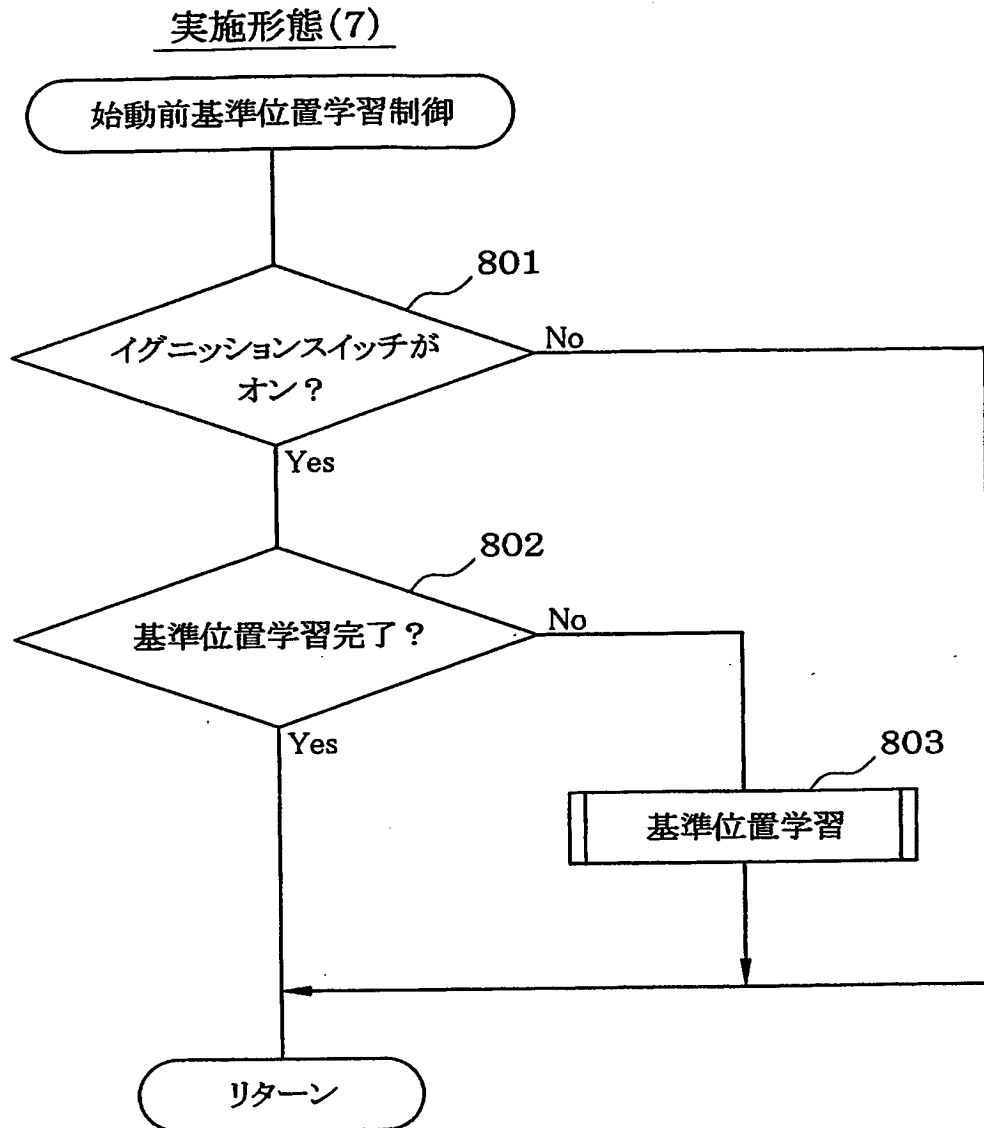 実施形態(7)
始動前基準位置学習制御
801
イグニッションスイッチが
オン?
No
Yes
802
基準位置学習完了?
No
Yes
803
基準位置学習
リターン